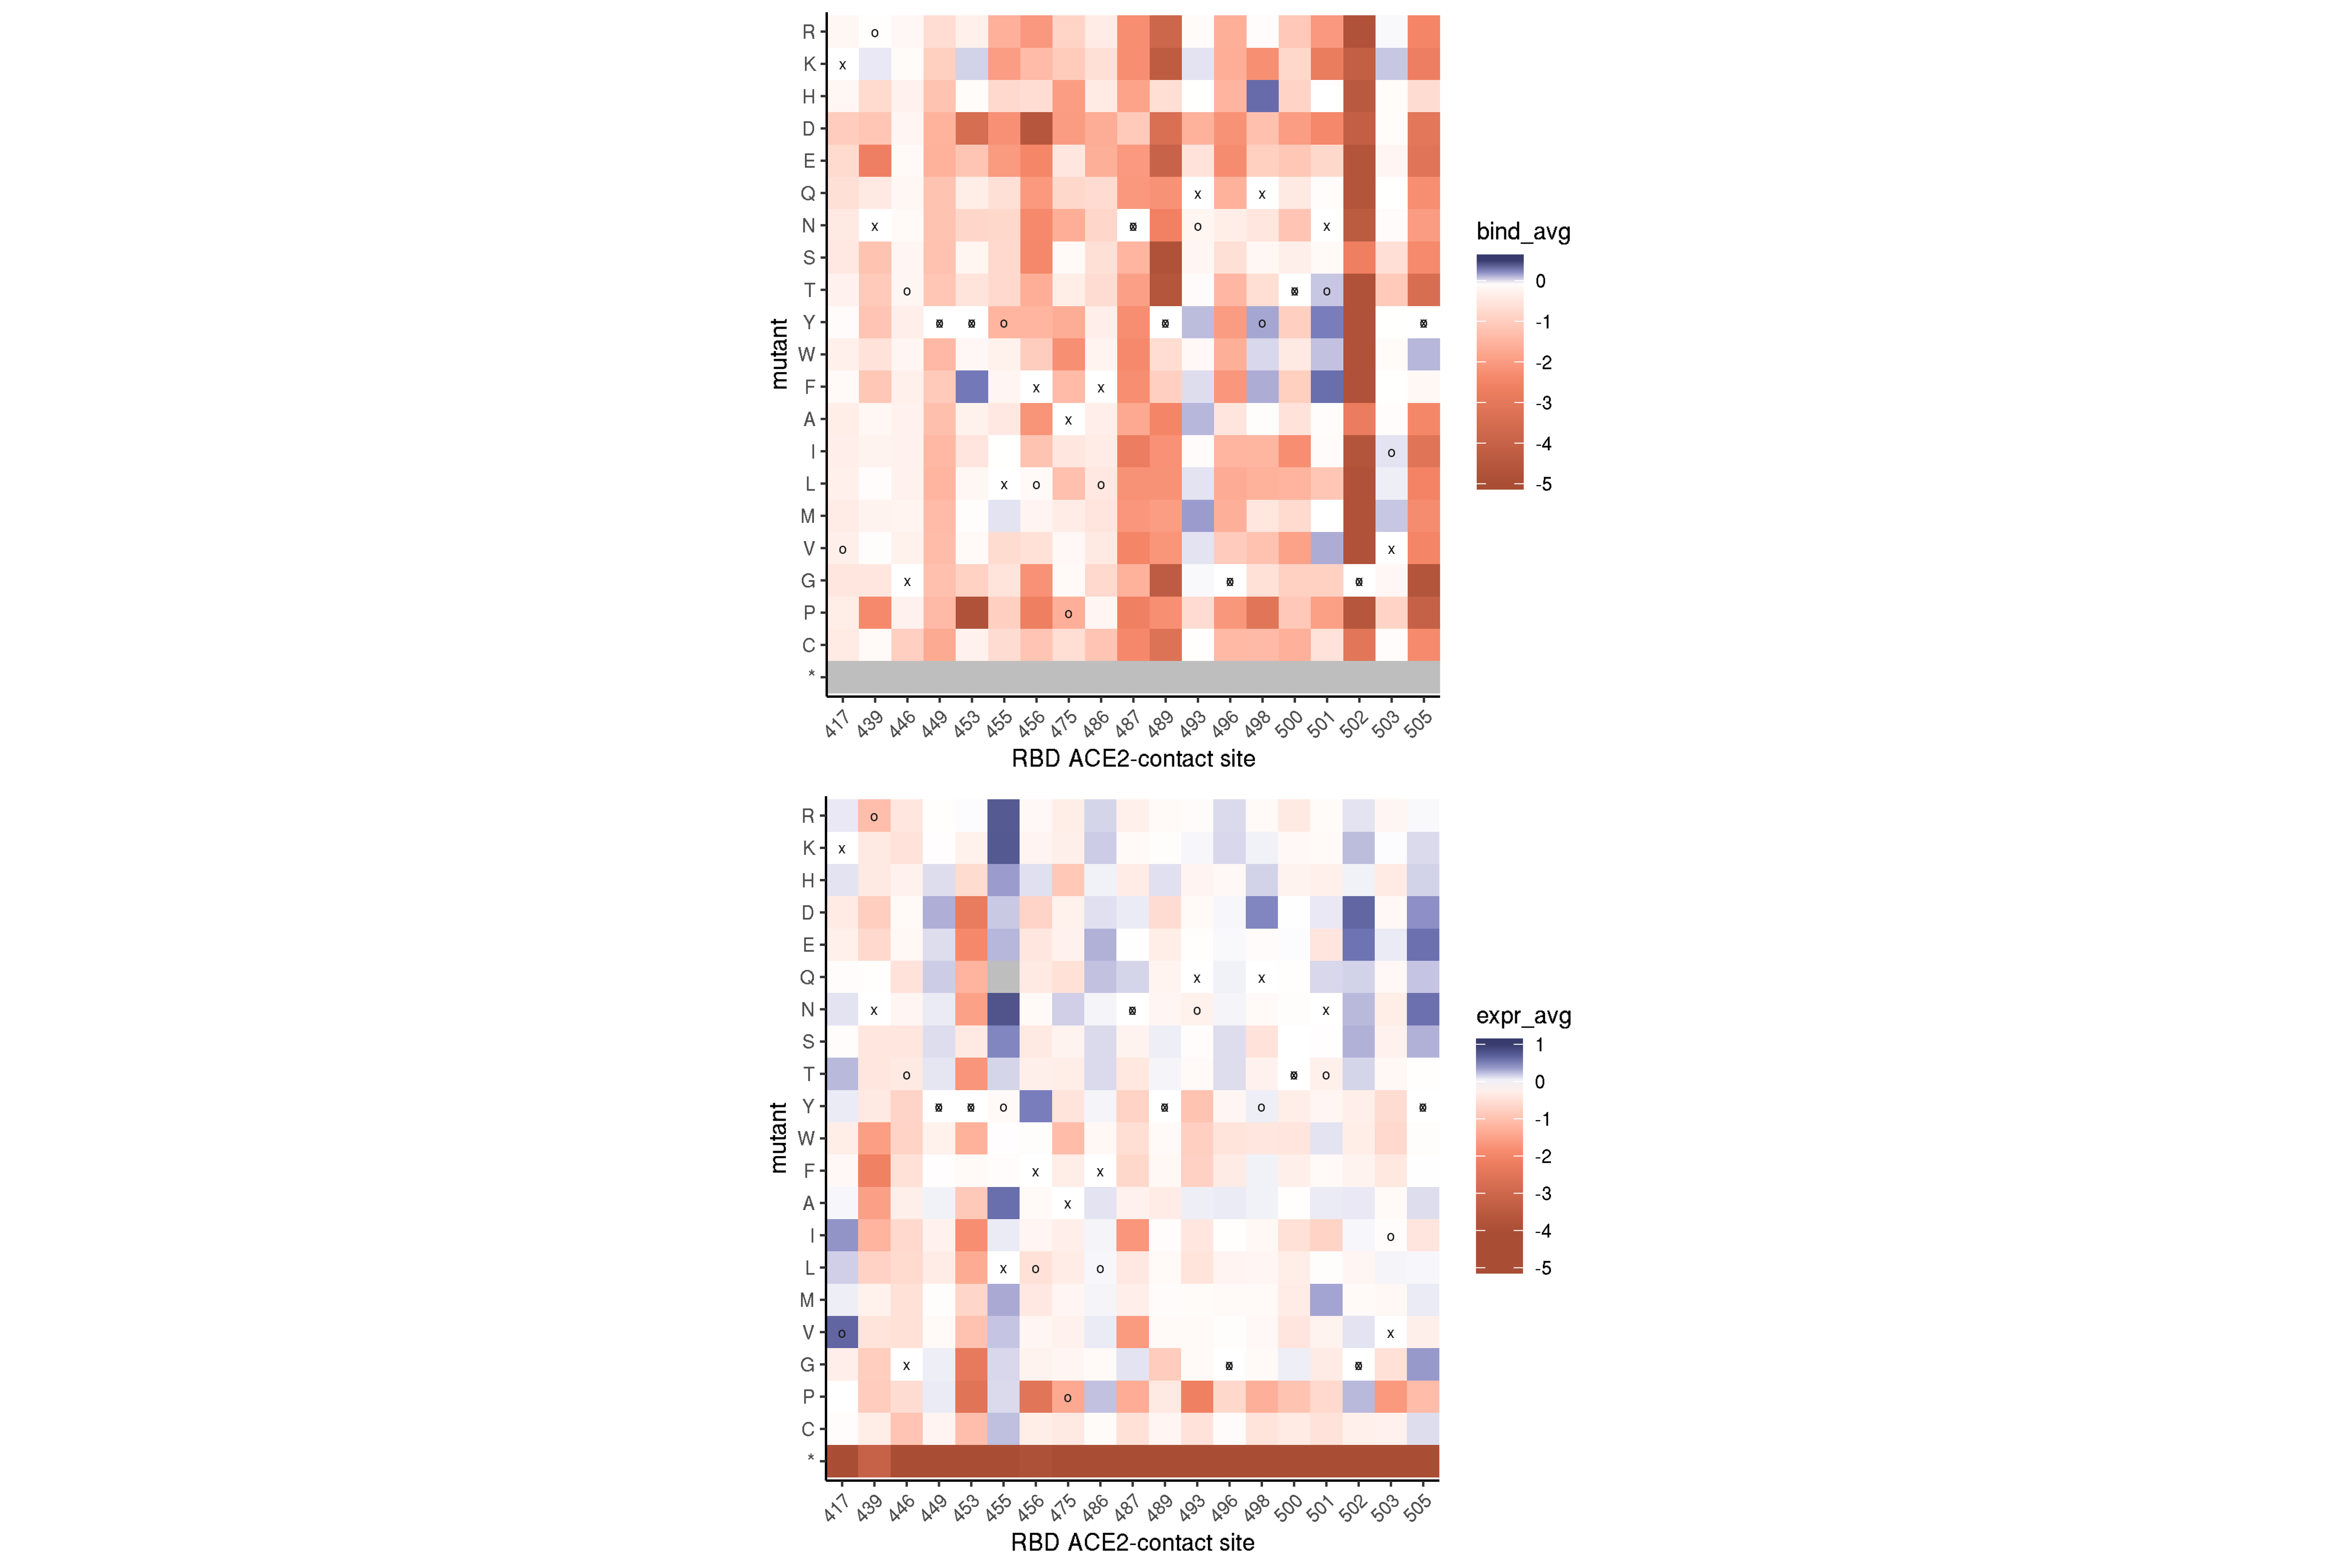 R o
K x
H
D
E
Q x x
N x ⦻ o x
S
T o ⦻ o
Y ⦻ ⦻ o ⦻ o ⦻
W
F x x
A x
I o
L x o o
M
V o x
G x ⦻ ⦻
P o
C
*
mutant
417 439 446 449 453 455 456 475 486 487 489 493 496 498 500 501 502 503 505
RBD ACE2-contact site
bind_avg
0
-1
-2
-3
-4
-5
R o
K x
H
D
E
Q x x
N x ⦻ o x
S
T o ⦻ o
Y ⦻ ⦻ o ⦻ o ⦻
W
F x x
A x
I o
L x o o
M
V o x
G x ⦻ ⦻
P o
C
*
mutant
417 439 446 449 453 455 456 475 486 487 489 493 496 498 500 501 502 503 505
RBD ACE2-contact site
expr_avg
1
0
-1
-2
-3
-4
-5